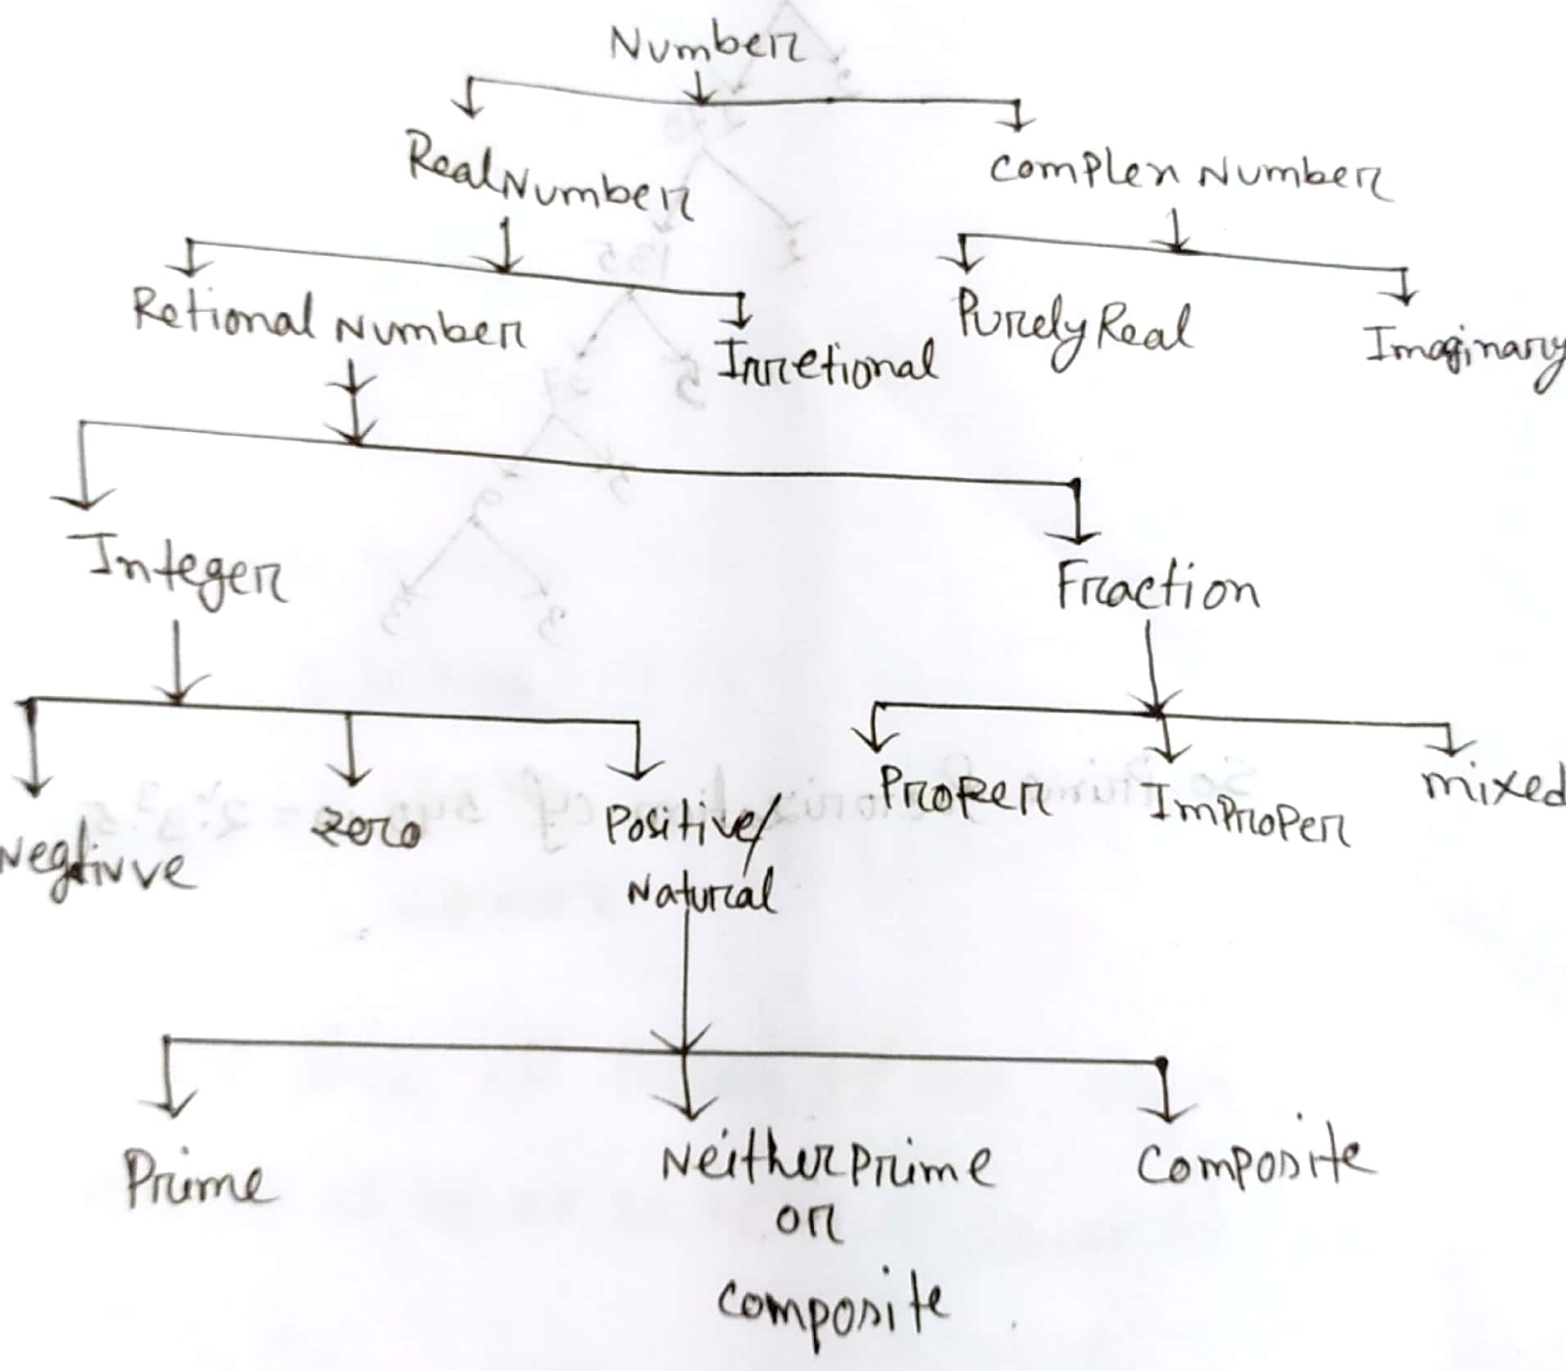 Number
Real Number
Complex Number
Retional Number
Irretional
Purely Real
Imaginary
Integer
Fraction
Negtivve
zero
Positive/
Natural
Proper
Improper
mixed
Prime
Neither prime
or
composite
Composite